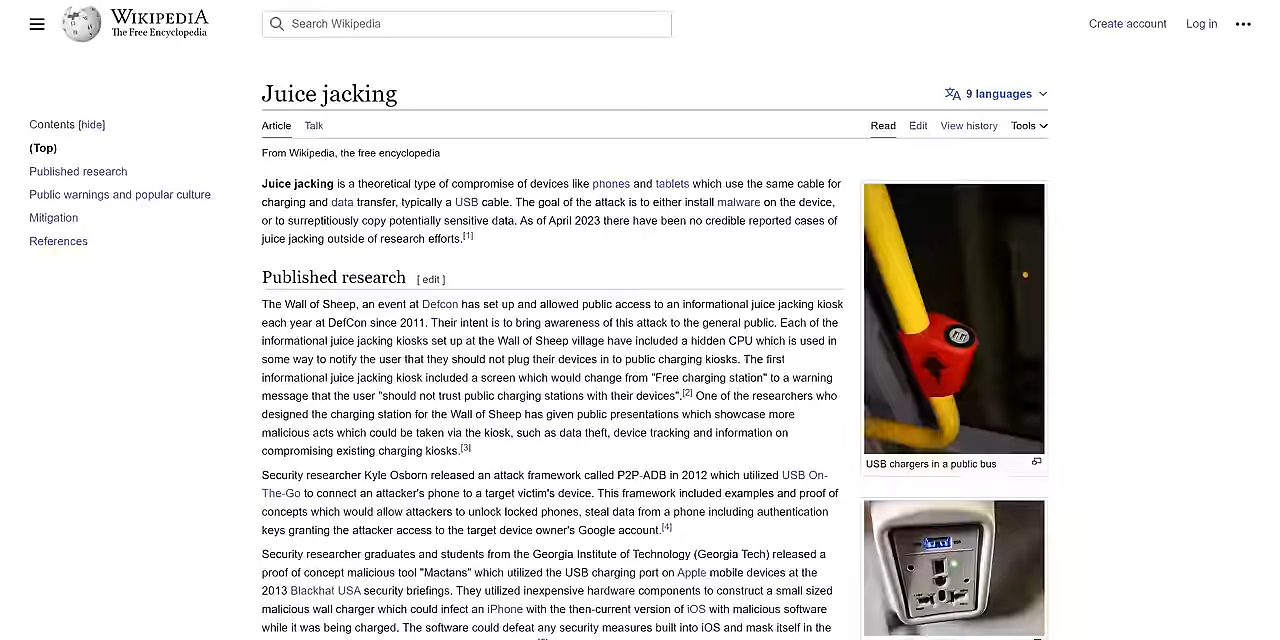 WIKIPEDIA
The Free Encyclopedia
Search Wikipedia
Create account
Log in
Contents [hide]
(Top)
Published research
Public warnings and popular culture
Mitigation
References
Juice jacking
9 languages
Article
Talk
Read
Edit
View history
Tools
From Wikipedia, the free encyclopedia
Juice jacking is a theoretical type of compromise of devices like phones and tablets which use the same cable for
charging and data transfer, typically a USB cable. The goal of the attack is to either install malware on the device,
or to surreptitiously copy potentially sensitive data. As of April 2023 there have been no credible reported cases of
juice jacking outside of research efforts.[1]
Published research [ edit ]
The Wall of Sheep, an event at Defcon has set up and allowed public access to an informational juice jacking kiosk
each year at DefCon since 2011. Their intent is to bring awareness of this attack to the general public. Each of the
informational juice jacking kiosks set up at the Wall of Sheep village have included a hidden CPU which is used in
some way to notify the user that they should not plug their devices in to public charging kiosks. The first
informational juice jacking kiosk included a screen which would change from "Free charging station" to a warning
message that the user "should not trust public charging stations with their devices".[2] One of the researchers who
designed the charging station for the Wall of Sheep has given public presentations which showcase more
malicious acts which could be taken via the kiosk, such as data theft, device tracking and information on
compromising existing charging kiosks.[3]
Security researcher Kyle Osborn released an attack framework called P2P-ADB in 2012 which utilized USB On-
The-Go to connect an attacker's phone to a target victim's device. This framework included examples and proof of
concepts which would allow attackers to unlock locked phones, steal data from a phone including authentication
keys granting the attacker access to the target device owner's Google account.[4]
Security researcher graduates and students from the Georgia Institute of Technology (Georgia Tech) released a
proof of concept malicious tool "Mactans" which utilized the USB charging port on Apple mobile devices at the
2013 Blackhat USA security briefings. They utilized inexpensive hardware components to construct a small sized
malicious wall charger which could infect an iPhone with the then-current version of iOS with malicious software
while it was being charged. The software could defeat any security measures built into iOS and mask itself in the
USB chargers in a public bus